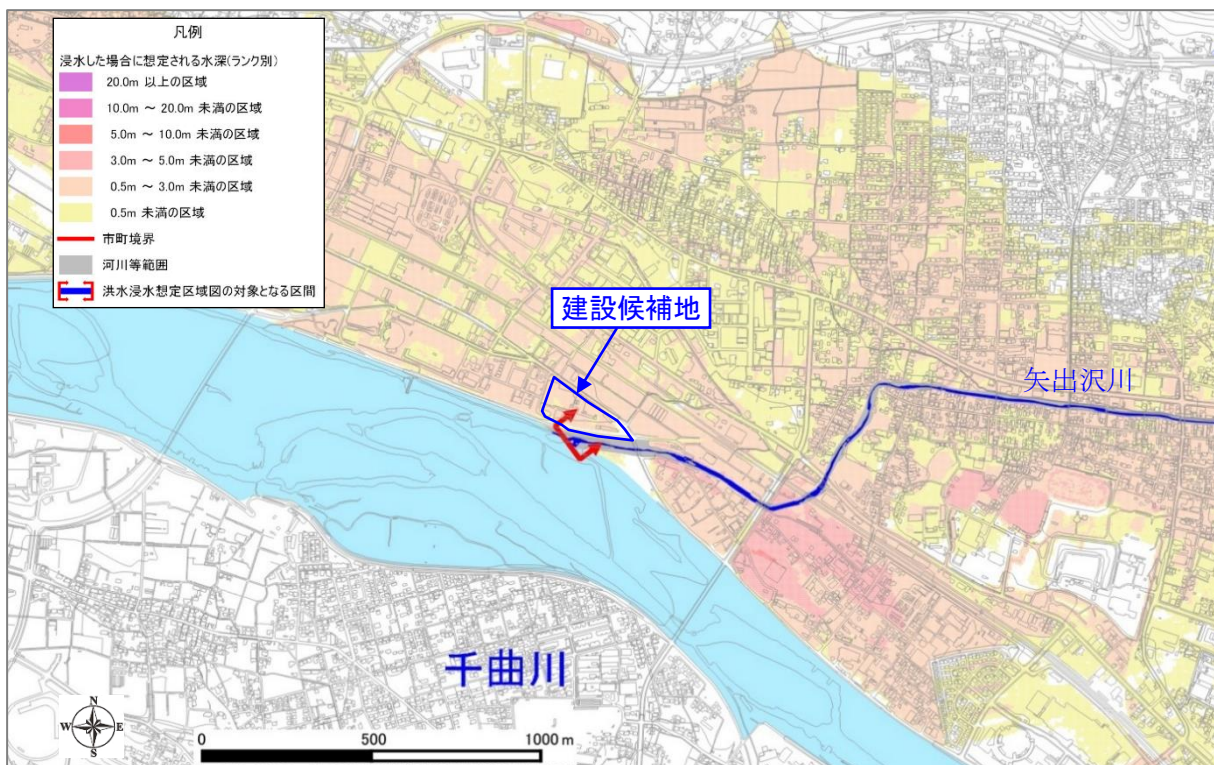 凡例
浸水した場合に想定される水深(ランク別)
20.0m 以上の区域
10.0m ～ 20.0m 未満の区域
5.0m ～ 10.0m 未満の区域
3.0m ～ 5.0m 未満の区域
0.5m ～ 3.0m 未満の区域
0.5m 未満の区域
市町境界
河川等範囲
洪水浸水想定区域図の対象となる区間
建設候補地
矢出沢川
千曲川
N
W E
S
0 500 1000 m